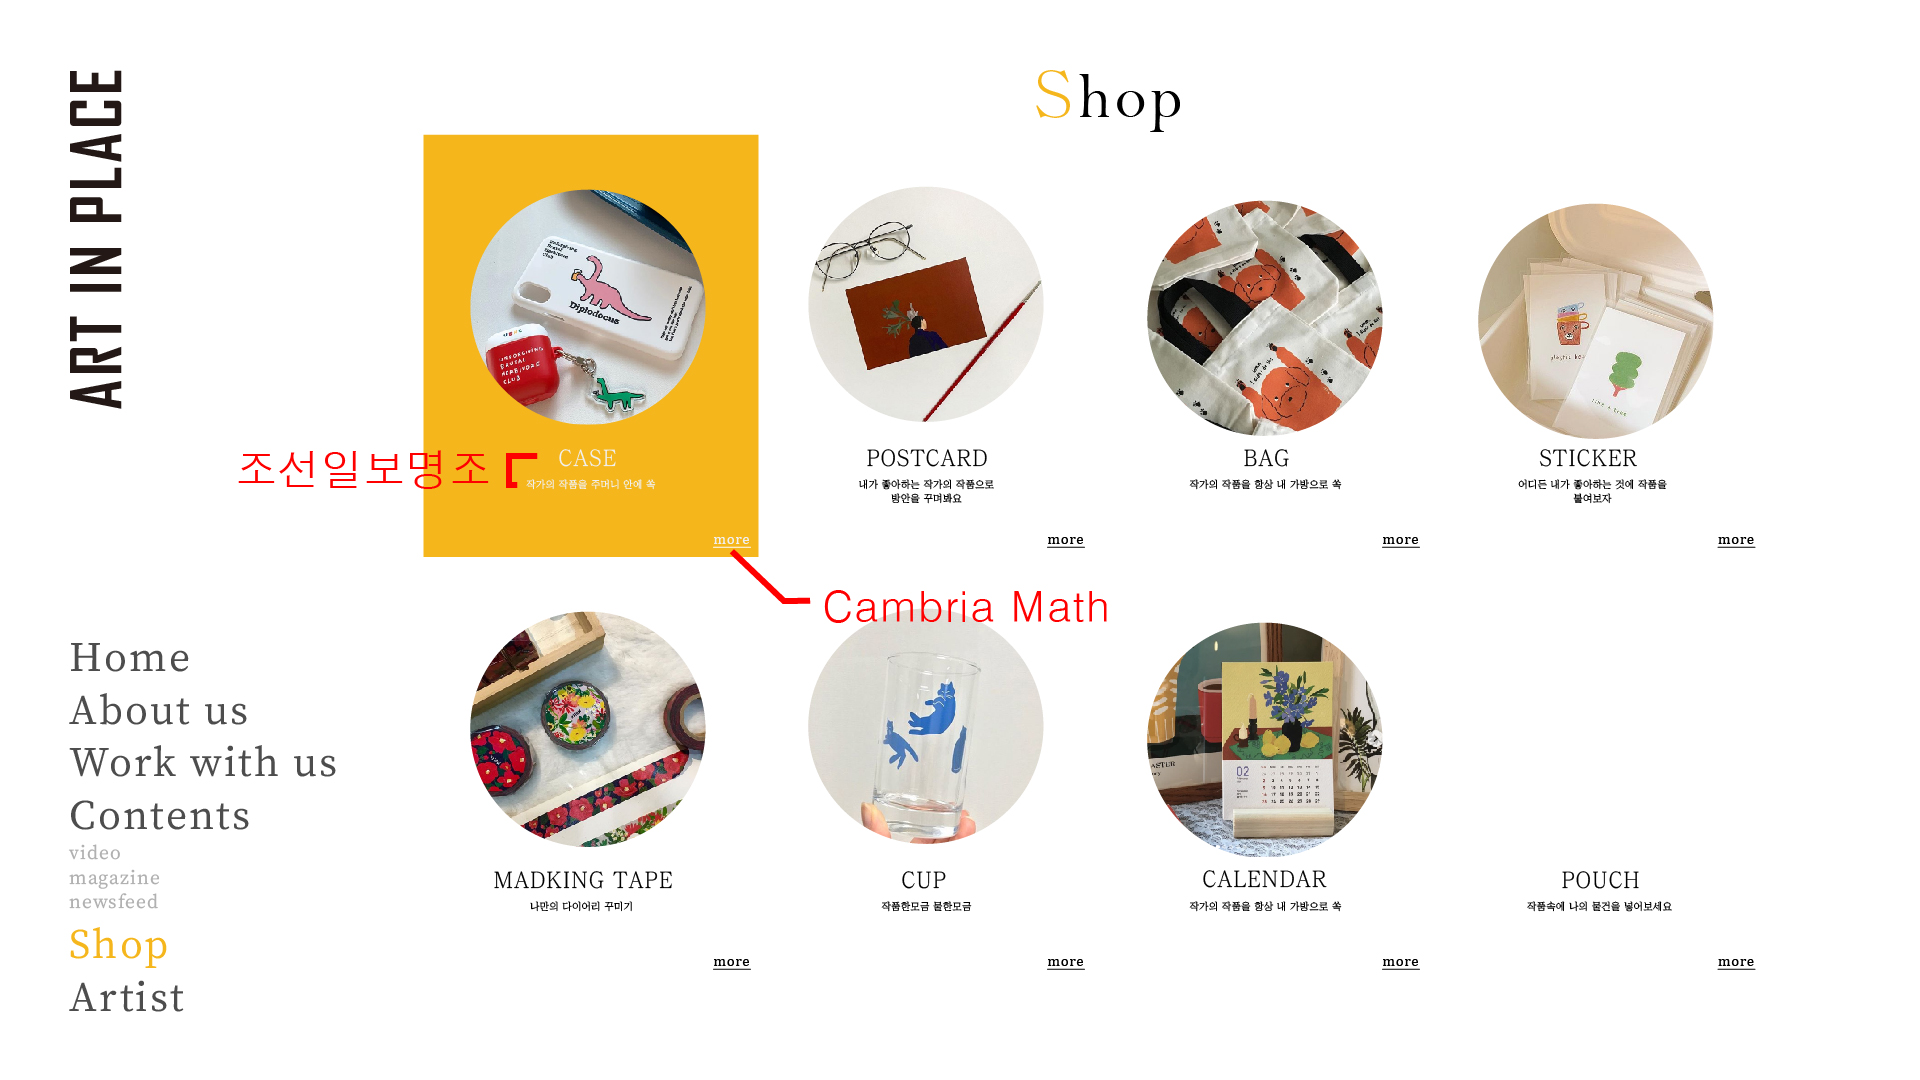 ART IN PLACE
Shop
조선일보명조
CASE
작가의 작품을 주머니 안에 쏙
more
Cambria Math
POSTCARD
내가 좋아하는 작가의 작품으로
방안을 꾸며봐요
more
BAG
작가의 작품을 항상 내 가방으로 쏙
more
STICKER
어디든 내가 좋아하는 것에 작품을
붙여보자
more
Diplodocus
MADKING TAPE
나만의 다이어리 꾸미기
more
CUP
작품한모금 물한모금
more
02
CALENDAR
작가의 작품을 항상 내 가방으로 쏙
more
POUCH
작품속에 나의 물건을 넣어보세요
more
Home
About us
Work with us
Contents
video
magazine
newsfeed
Shop
Artist